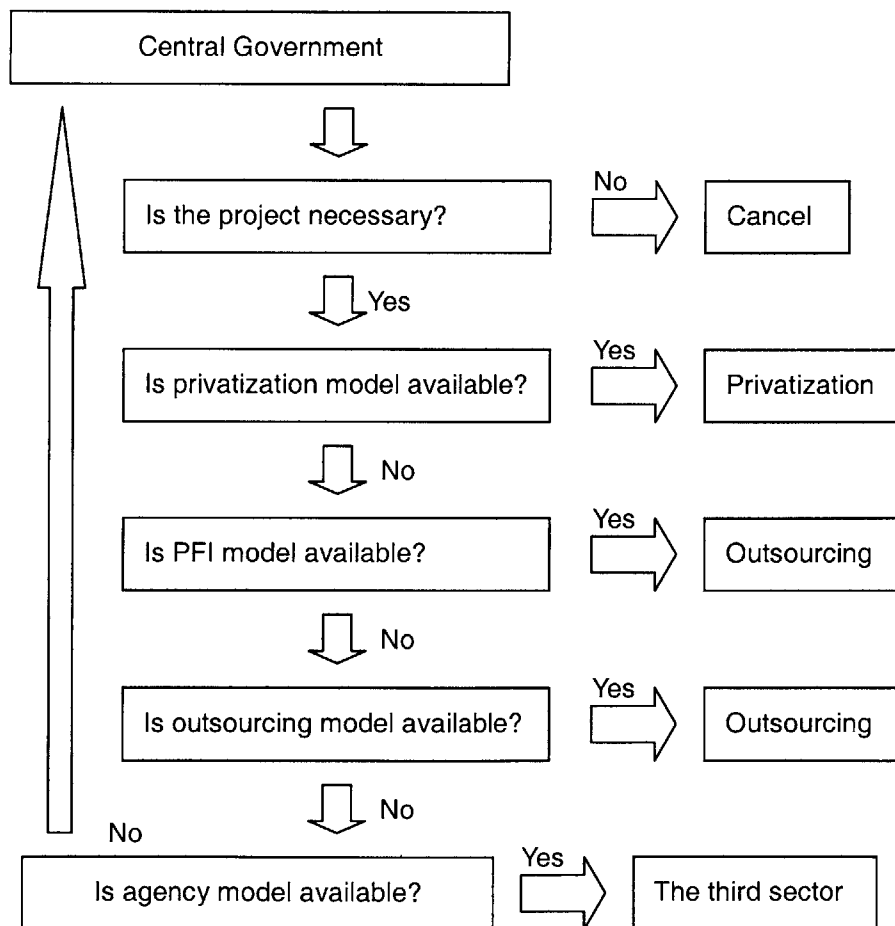 Central Government
Is the project necessary?
No
Cancel
Yes
Is privatization model available?
Yes
Privatization
No
Is PFI model available?
Yes
Outsourcing
No
Is outsourcing model available?
Yes
Outsourcing
No
No
Is agency model available?
Yes
The third sector